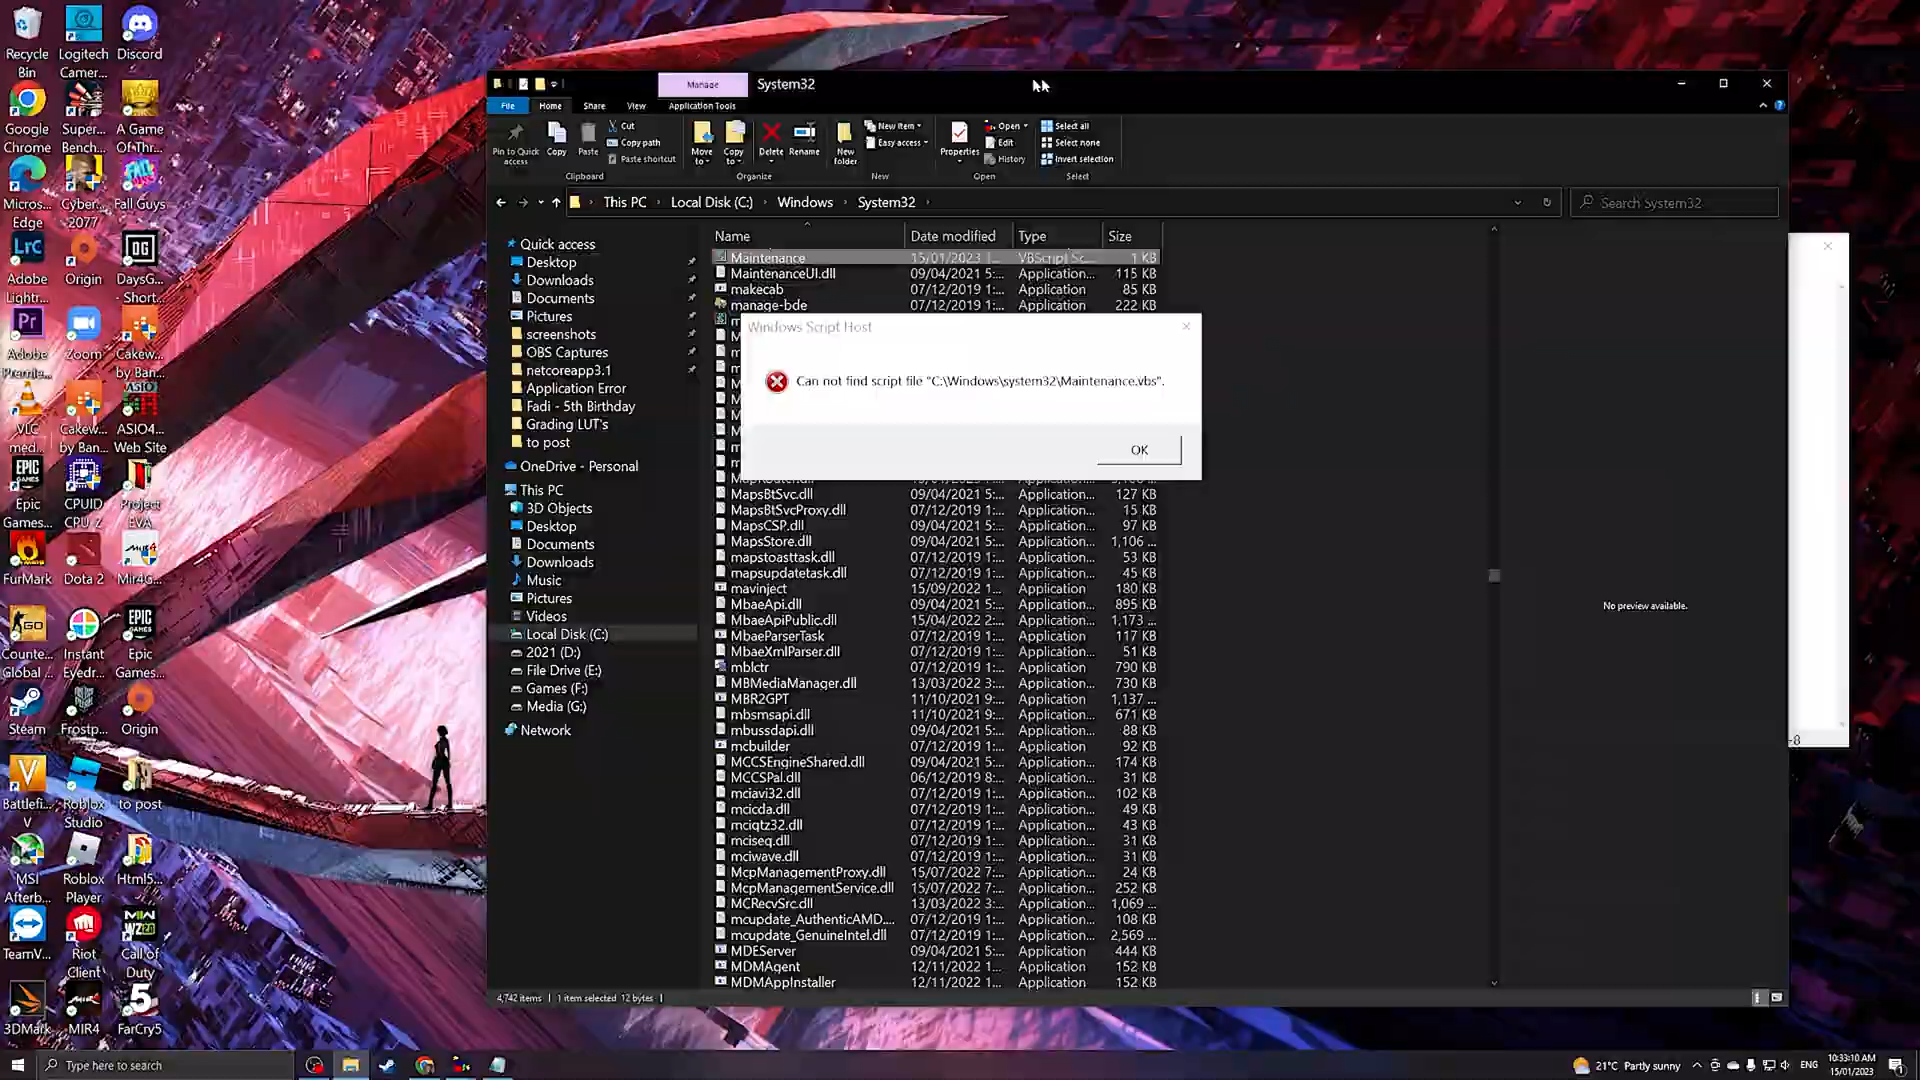 Recycle Bin
Logitech Camer...
Discord
Google Chrome
Super... Bench...
A Game Of Thr...
Micros... Edge
Cyber... 2077
Fall Guys
Adobe Lightr...
Origin
DaysG... - Short...
Adobe Premie...
Zoom
Cakew... by Ban...
VLC med...
Cakew... by Ban...
ASIO4... Web Site
Epic Games...
CPUID CPU-Z
Project EVA
FurMark
Dota 2
Mir4G...
Counte... Global ...
Instant Eyedr...
Epic Games...
Steam
Frostp...
Origin
Battlefi... V
Roblox Studio
to post
MSI Afterb...
Roblox Player
Html5...
TeamV...
Riot Client
Call of Duty
3DMark
MIR4
FarCry5
Manage
System32
File
Home
Share
View
Application Tools
Pin to Quick access
Copy
Paste
Cut
Copy path
Paste shortcut
Clipboard
Move to
Copy to
Delete
Rename
Organize
New folder
New item
Easy access
New
Properties
Open
Edit
History
Open
Select all
Select none
Invert selection
Select
This PC
Local Disk (C:)
Windows
System32
Search System32
Quick access
Desktop
Downloads
Documents
Pictures
screenshots
OBS Captures
netcoreapp3.1
Application Error
Fadi - 5th Birthday
Grading LUT's
to post
OneDrive - Personal
This PC
3D Objects
Desktop
Documents
Downloads
Music
Pictures
Videos
Local Disk (C:)
2021 (D:)
File Drive (E:)
Games (F:)
Media (G:)
Network
Name Date modified Type Size
Maintenance 15/01/2023 1... VBScript Sc... 1 KB
MaintenanceUI.dll 09/04/2021 5:... Application... 115 KB
makecab 07/12/2019 1:... Application 85 KB
manage-bde 07/12/2019 1:... Application 222 KB
Windows Script Host
Can not find script file "C:\Windows\system32\Maintenance.vbs".
OK
MapsBtSvc.dll 09/04/2021 5:... Application... 127 KB
MapsBtSvcProxy.dll 07/12/2019 1:... Application... 15 KB
MapsCSP.dll 09/04/2021 5:... Application... 97 KB
MapsStore.dll 09/04/2021 5:... Application... 1,106 ...
mapstoasttask.dll 07/12/2019 1:... Application... 53 KB
mapsupdatetask.dll 07/12/2019 1:... Application... 45 KB
mavinject 15/09/2022 1... Application 180 KB
MbaeApi.dll 09/04/2021 5:... Application... 895 KB
MbaeApiPublic.dll 15/04/2022 2:... Application... 1,173 ...
MbaeParserTask 07/12/2019 1:... Application 117 KB
MbaeXmlParser.dll 09/04/2021 5:... Application... 51 KB
mblctr 07/12/2019 1:... Application 790 KB
MBMediaManager.dll 13/03/2022 3:... Application... 730 KB
MBR2GPT 11/10/2021 9:... Application 1,137 ...
mbsmsapi.dll 11/10/2021 9:... Application... 671 KB
mbussdapi.dll 09/04/2021 5:... Application... 88 KB
mcbuilder 07/12/2019 1:... Application 92 KB
MCCSEngineShared.dll 09/04/2021 5:... Application... 174 KB
MCCSPal.dll 06/12/2019 8:... Application... 31 KB
mciavi32.dll 07/12/2019 1:... Application... 102 KB
mcicda.dll 07/12/2019 1:... Application... 49 KB
mciqtz32.dll 07/12/2019 1:... Application... 43 KB
mciseq.dll 07/12/2019 1:... Application... 31 KB
mciwave.dll 07/12/2019 1:... Application... 31 KB
McpManagementProxy.dll 15/07/2022 7:... Application... 24 KB
McpManagementService.dll 15/07/2022 7:... Application... 252 KB
MCRecvSrc.dll 13/03/2022 3:... Application... 1,069 ...
mcupdate_AuthenticAMD.... 07/12/2019 1:... Application... 108 KB
mcupdate_GenuineIntel.dll 07/12/2019 1:... Application... 2,569 ...
MDEServer 09/04/2021 5:... Application 444 KB
MDMAgent 12/11/2022 1... Application 152 KB
MDMAppInstaller 12/11/2022 1... Application 152 KB
No preview available.
-8
4,742 items 1 item selected 12 bytes
Type here to search
21°C Partly sunny
ENG
10:33:10 AM
15/01/2023